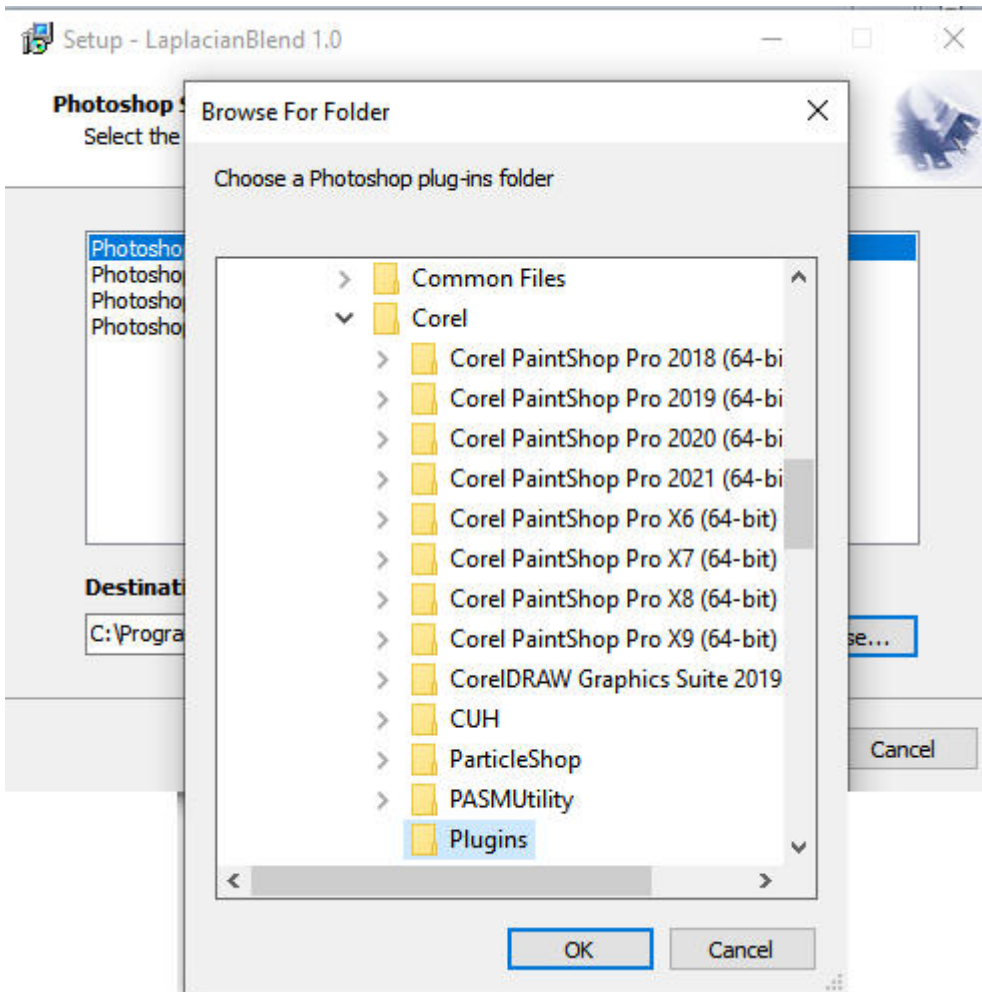 Setup - LaplacianBlend 1.0
Photoshop
Select the
Browse For Folder
Choose a Photoshop plug-ins folder
Photosho
Photosho
Photosho
Photosho
Common Files
Corel
Corel PaintShop Pro 2018 (64-bi
Corel PaintShop Pro 2019 (64-bi
Corel PaintShop Pro 2020 (64-bi
Corel PaintShop Pro 2021 (64-bi
Corel PaintShop Pro X6 (64-bit)
Corel PaintShop Pro X7 (64-bit)
Corel PaintShop Pro X8 (64-bit)
Corel PaintShop Pro X9 (64-bit)
CorelDRAW Graphics Suite 2019
CUH
ParticleShop
PASMUtility
Plugins
Destinati
C:\Progra
se...
Cancel
OK
Cancel